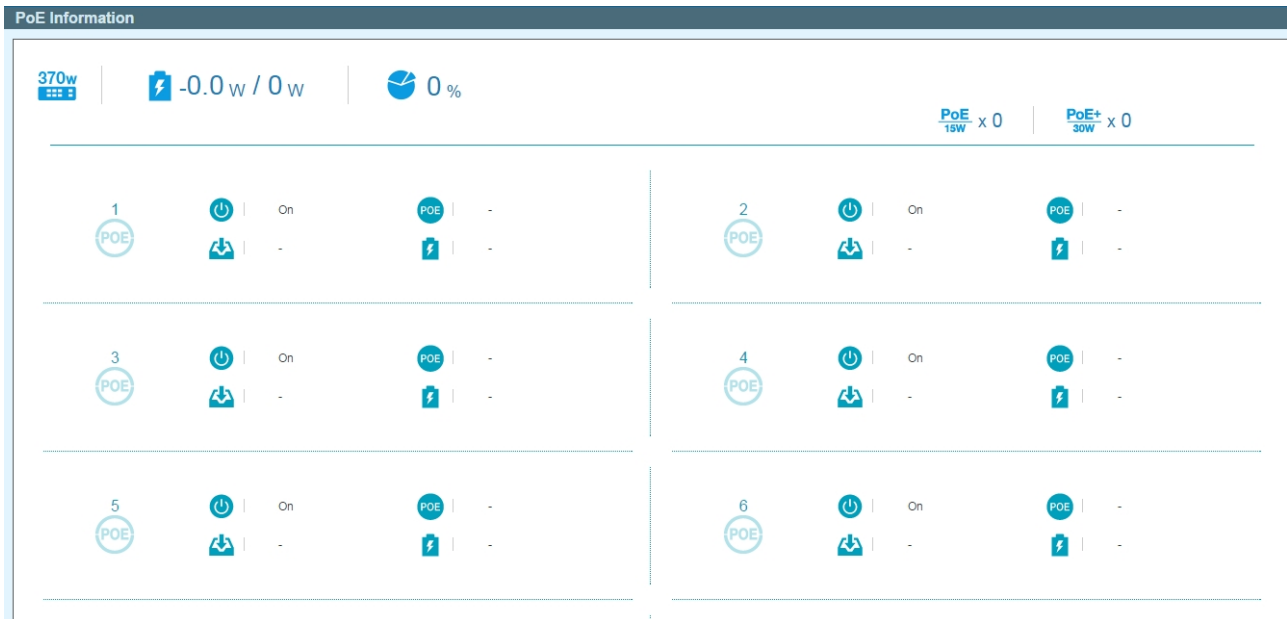 PoE Information
370w
-0.0 W / 0 W
0 %
PoE 15W x 0
PoE+ 30W x 0
1 On POE -
POE - -
2 On POE -
POE - -
3 On POE -
POE - -
4 On POE -
POE - -
5 On POE -
POE - -
6 On POE -
POE - -